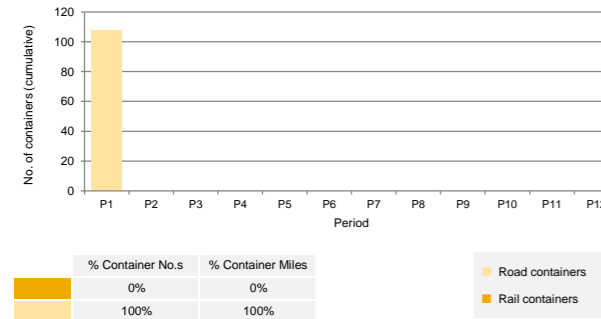 120
100
80
60
40
20
0
No. of containers (cumulative)
P1 P2 P3 P4 P5 P6 P7 P8 P9 P10 P11 P12
Period
% Container No.s % Container Miles
0% 0%
100% 100%
Road containers
Rail containers